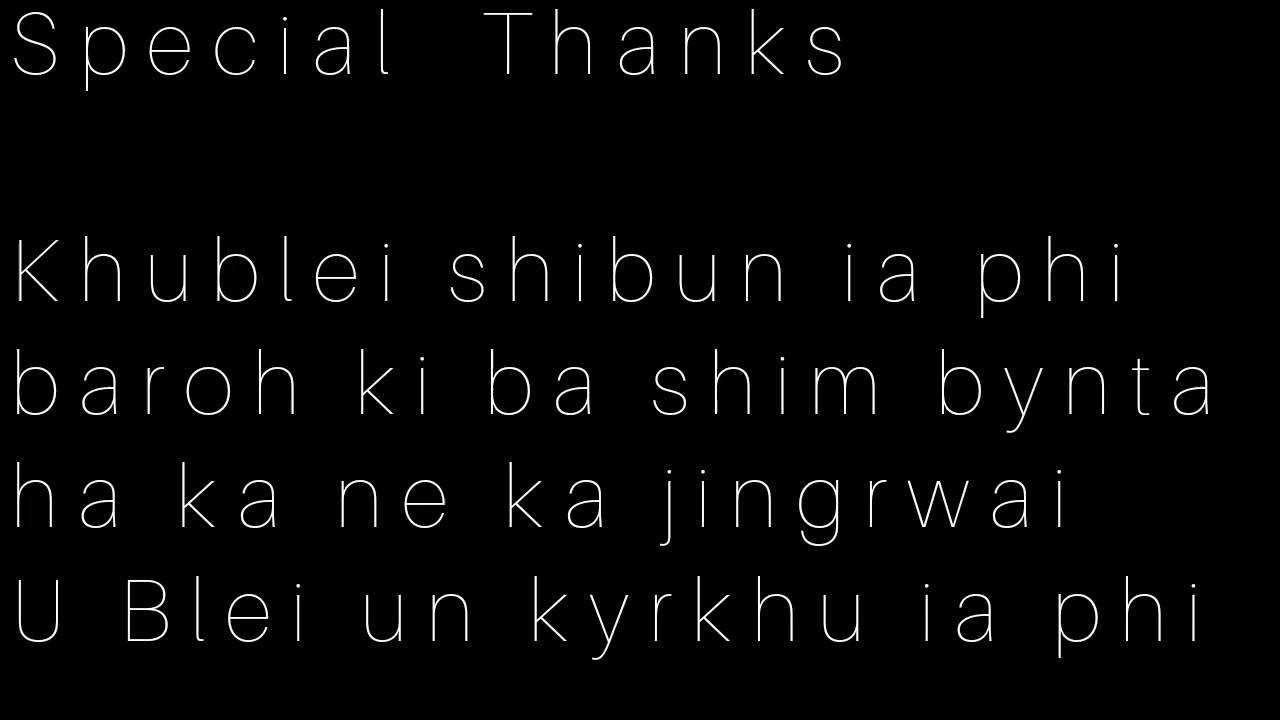 Special Thanks
Khublei shibun ia phi
baroh ki ba shim bynta
ha ka ne ka jingrwai
U Blei un kyrkhu ia phi